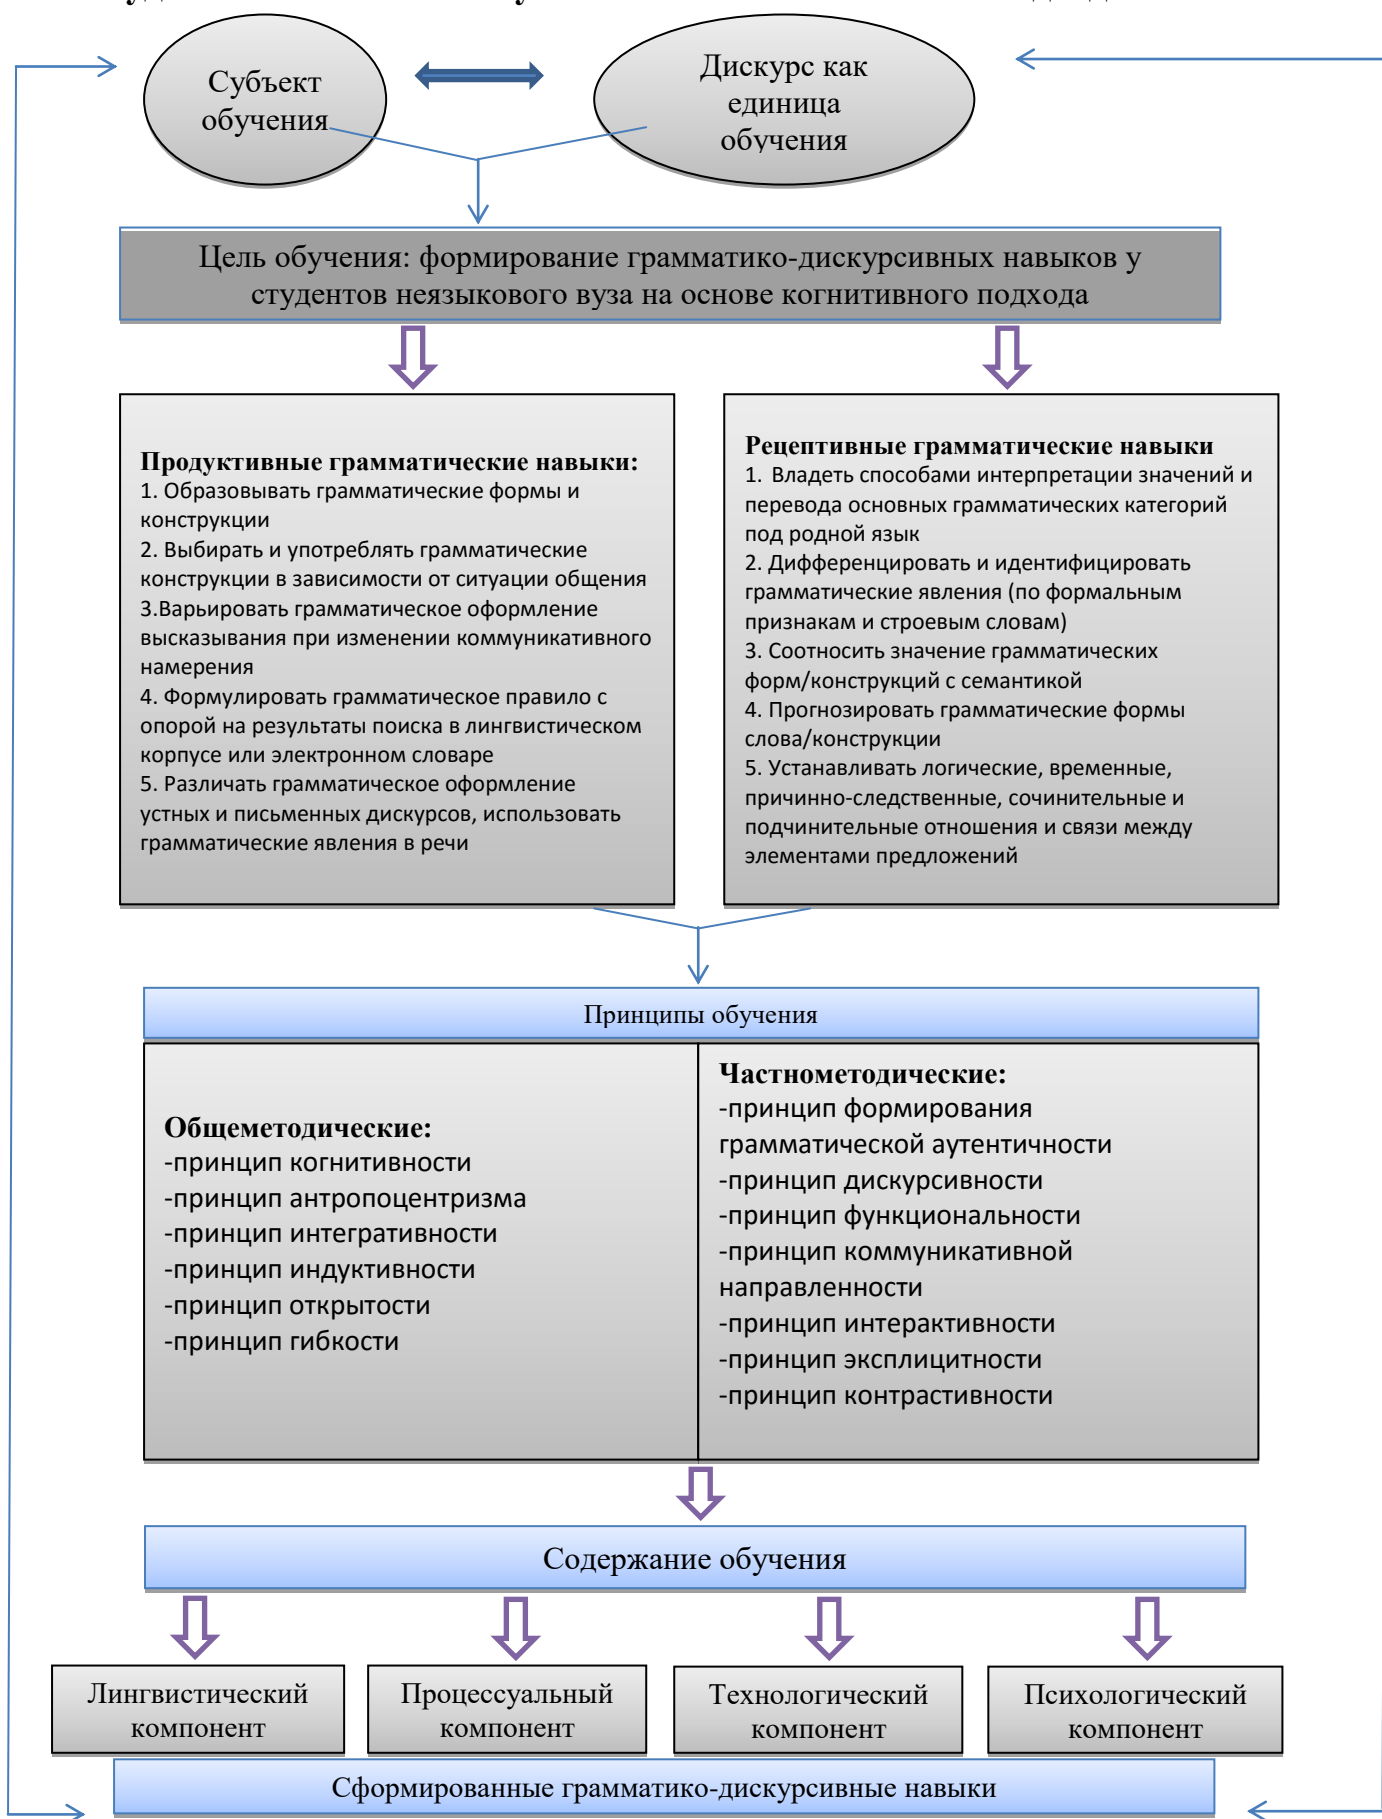 Субъект
обучения
Дискурс как
единица
обучения
Цель обучения: формирование грамматико-дискурсивных навыков у
студентов неязыкового вуза на основе когнитивного подхода
Продуктивные грамматические навыки:
1. Образовывать грамматические формы и
конструкции
2. Выбирать и употреблять грамматические
конструкции в зависимости от ситуации общения
3.Варьировать грамматическое оформление
высказывания при изменении коммуникативного
намерения
4. Формулировать грамматическое правило с
опорой на результаты поиска в лингвистическом
корпусе или электронном словаре
5. Различать грамматическое оформление
устных и письменных дискурсов, использовать
грамматические явления в речи
Рецептивные грамматические навыки
1. Владеть способами интерпретации значений и
перевода основных грамматических категорий
под родной язык
2. Дифференцировать и идентифицировать
грамматические явления (по формальным
признакам и строевым словам)
3. Соотносить значение грамматических
форм/конструкций с семантикой
4. Прогнозировать грамматические формы
слова/конструкции
5. Устанавливать логические, временные,
причинно-следственные, сочинительные и
подчинительные отношения и связи между
элементами предложений
Принципы обучения
Общеметодические:
-принцип когнитивности
-принцип антропоцентризма
-принцип интегративности
-принцип индуктивности
-принцип открытости
-принцип гибкости
Частнометодические:
-принцип формирования
грамматической аутентичности
-принцип дискурсивности
-принцип функциональности
-принцип коммуникативной
направленности
-принцип интерактивности
-принцип эксплицитности
-принцип контрастивности
Содержание обучения
Лингвистический
компонент
Процессуальный
компонент
Технологический
компонент
Психологический
компонент
Сформированные грамматико-дискурсивные навыки